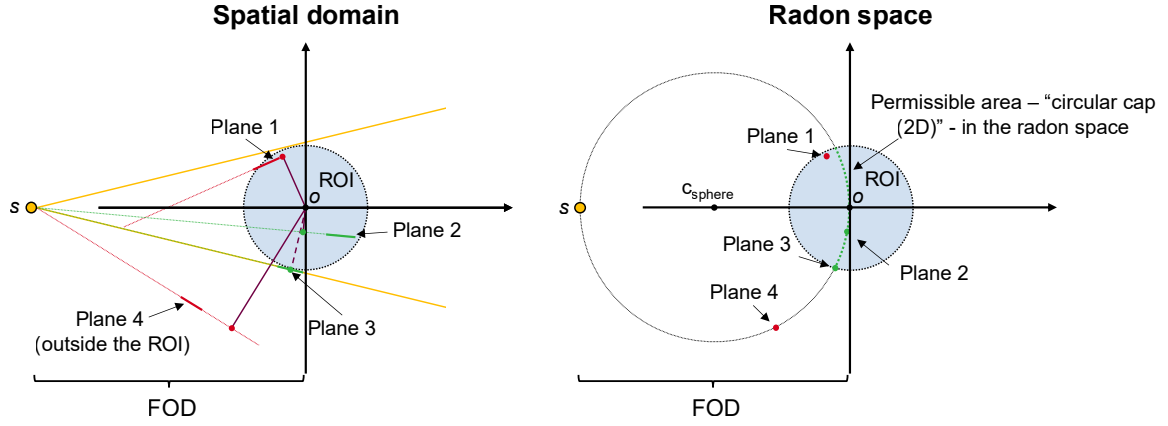 Spatial domain
Plane 1
ROI
o
s
Plane 2
Plane 3
Plane 4
(outside the ROI)
FOD
Radon space
Permissible area – “circular cap
(2D)” - in the radon space
Plane 1
ROI
c_sphere
o
s
Plane 3
Plane 2
Plane 4
FOD